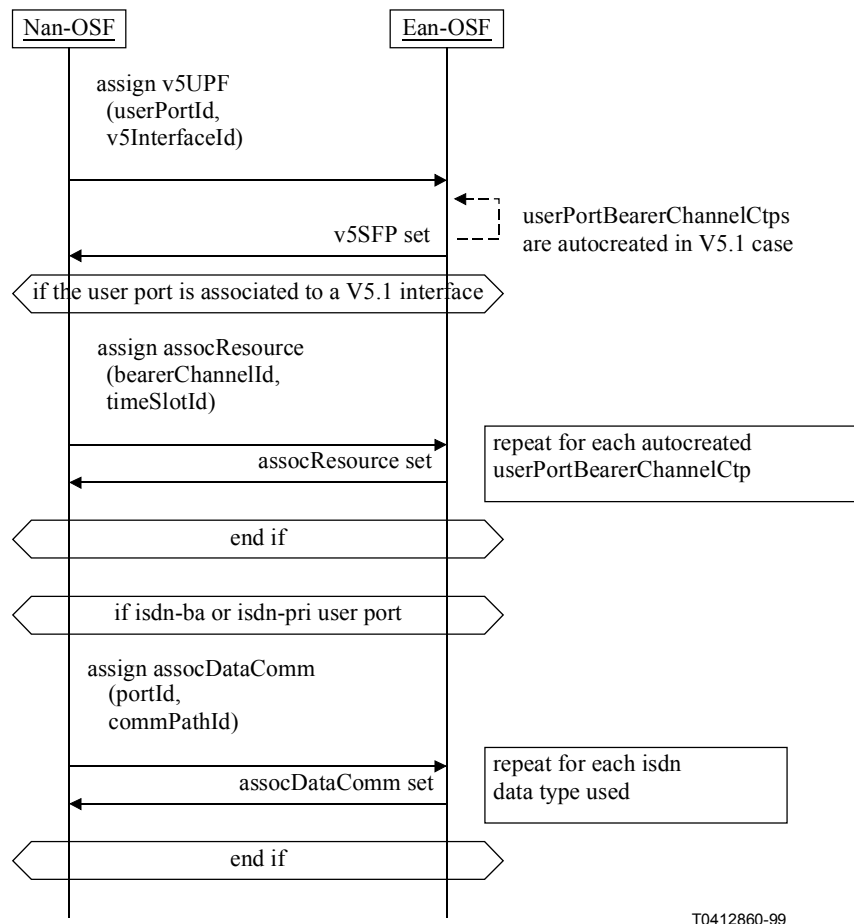 Nan-OSF
Ean-OSF
assign v5UPF
(userPortId,
v5InterfaceId)
userPortBearerChannelCtps
are autocreated in V5.1 case
v5SFP set
if the user port is associated to a V5.1 interface
assign assocResource
(bearerChannelId,
timeSlotId)
repeat for each autocreated
userPortBearerChannelCtp
assocResource set
end if
if isdn-ba or isdn-pri user port
assign assocDataComm
(portId,
commPathId)
repeat for each isdn
data type used
assocDataComm set
end if
T0412860-99